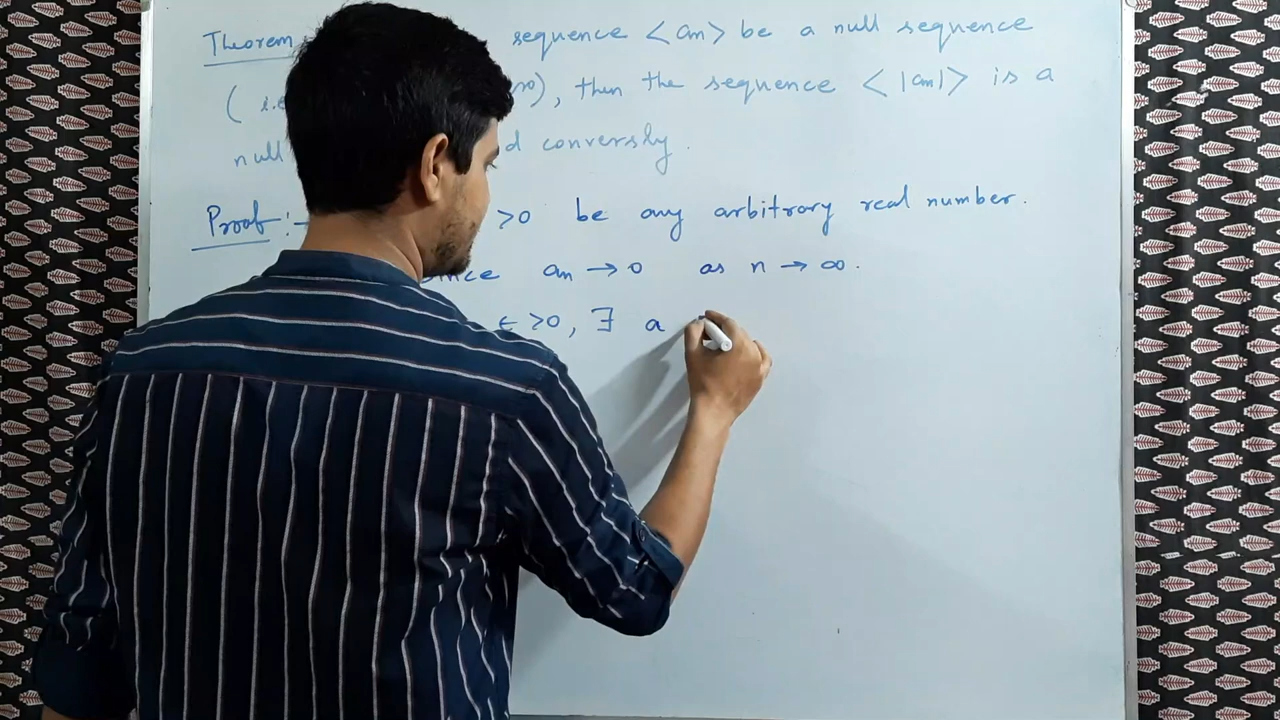 Theorem sequence <an> be a null sequence
( i.e ), then the sequence < |an| > is a
null conversly.
Proof :- >0 be any arbitrary real number.
an → 0 as n → ∞.
ϵ >0, ∃ a